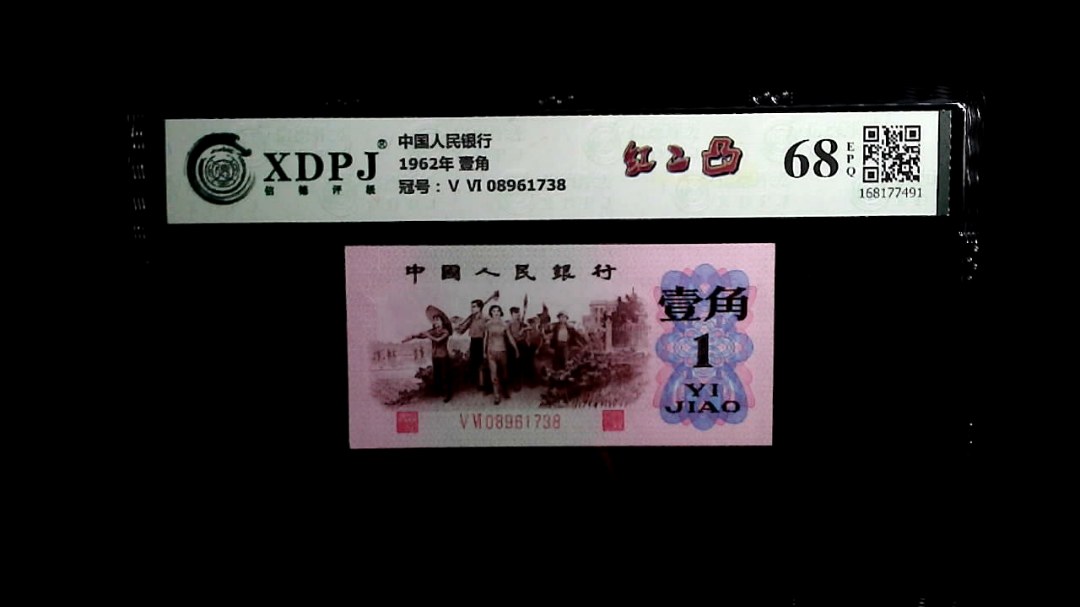 XDPJ®
信德评级
中国人民银行
1962年 壹角
冠号：V VI 08961738
红二凸
68
EPQ
168177491
中國人民銀行
壹角
1
YI
JIAO
V VI 08961738